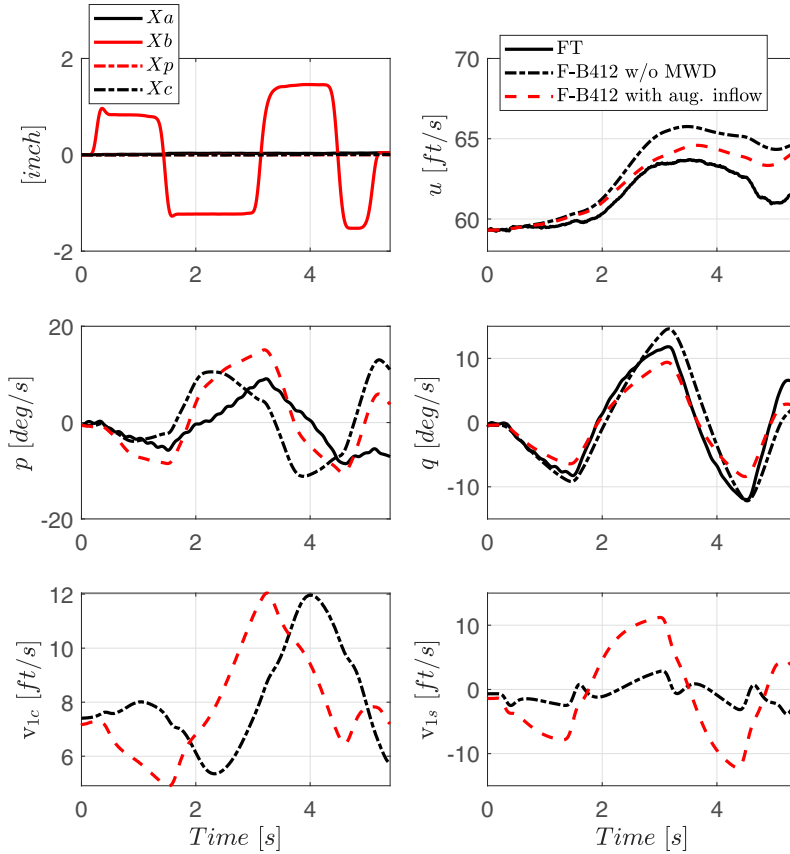 Xa
Xb
Xp
Xc
2
0
-2
[inch]
0
2
4
FT
F-B412 w/o MWD
F-B412 with aug. inflow
70
65
60
u [ft/s]
0
2
4
20
0
-20
p [deg/s]
0
2
4
10
0
-10
q [deg/s]
0
2
4
12
10
8
6
v1c [ft/s]
0
2
4
Time [s]
10
0
-10
v1s [ft/s]
0
2
4
Time [s]